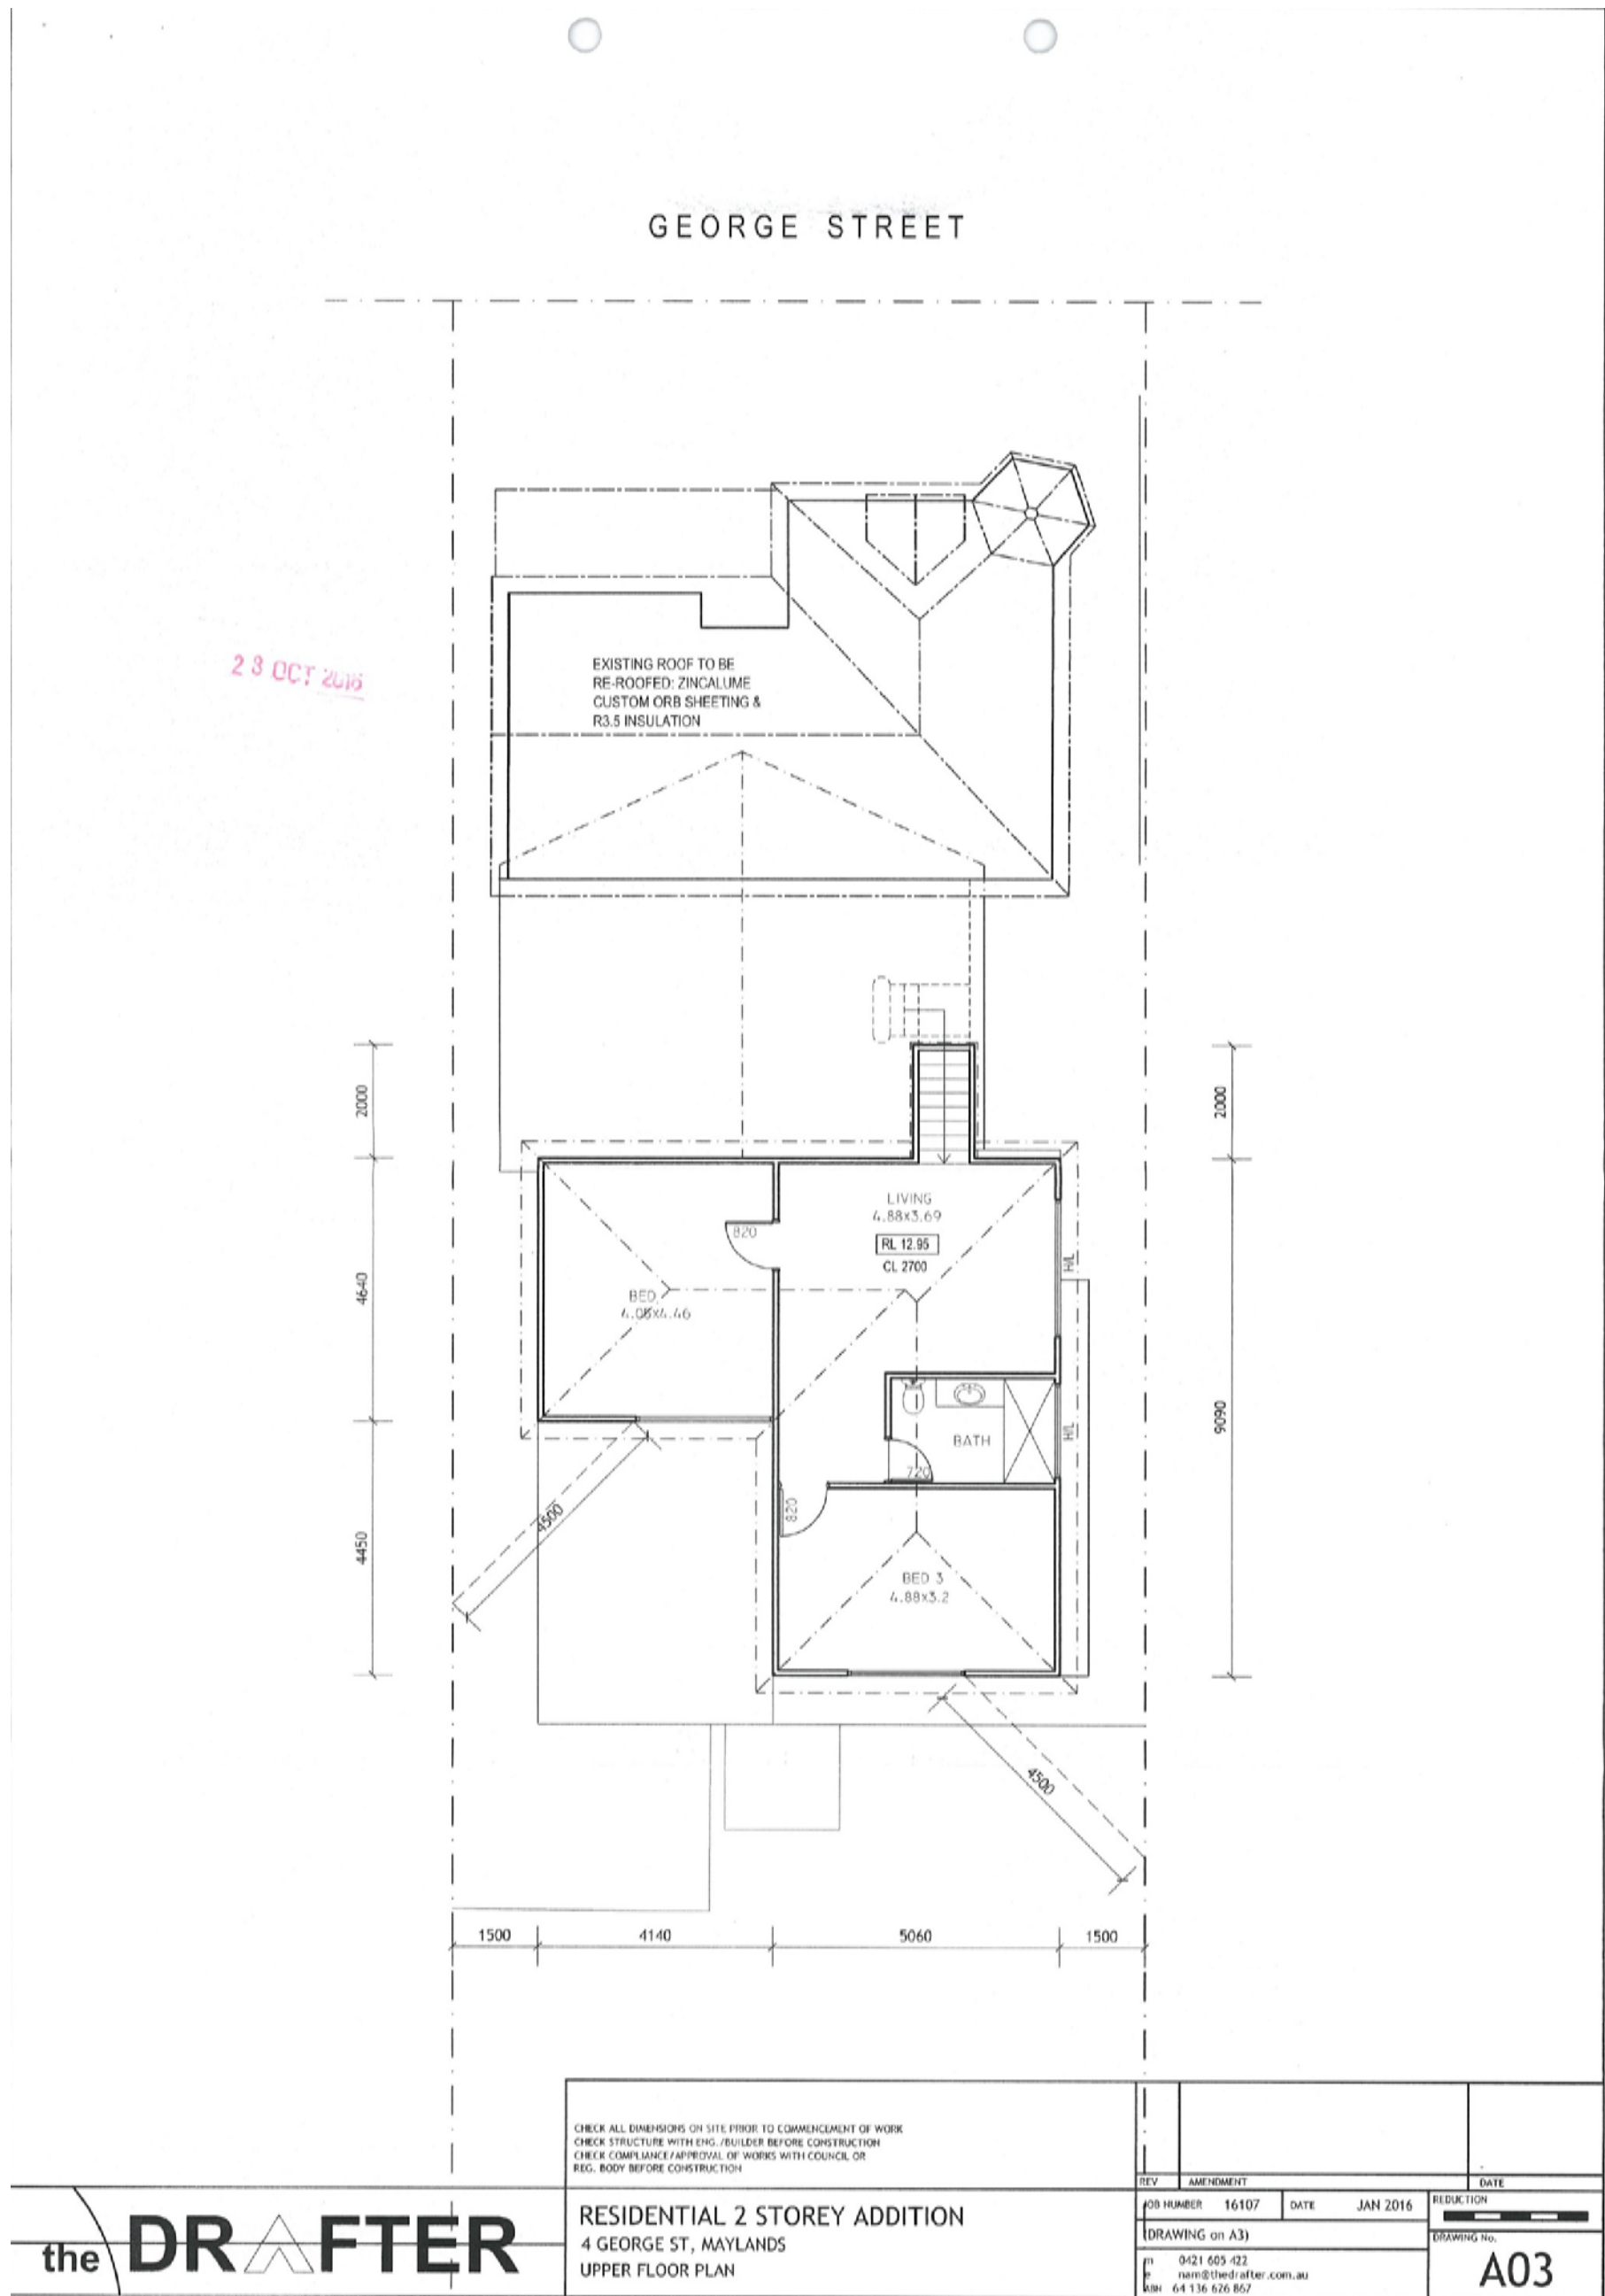 GEORGE STREET
23 OCT 2016
EXISTING ROOF TO BE
RE-ROOFED: ZINCALUME
CUSTOM ORB SHEETING &
R3.5 INSULATION
2000
2000
LIVING
4.88x3.69
RL 12.95
CL 2700
820
H/L
4640
BED
4.05x4.46
9090
BATH
H/L
720
4500
820
4450
BED 3
4.88x3.2
4500
1500
4140
5060
1500
CHECK ALL DIMENSIONS ON SITE PRIOR TO COMMENCEMENT OF WORK
CHECK STRUCTURE WITH ENG./BUILDER BEFORE CONSTRUCTION
CHECK COMPLIANCE/APPROVAL OF WORKS WITH COUNCIL OR
REG. BODY BEFORE CONSTRUCTION
REV AMENDMENT DATE
the DRAFTER
RESIDENTIAL 2 STOREY ADDITION
4 GEORGE ST, MAYLANDS
UPPER FLOOR PLAN
JOB NUMBER 16107 DATE JAN 2016
(DRAWING on A3)
m 0421 605 422
e nam@thedrafter.com.au
ABN 64 136 626 867
REDUCTION
DRAWING No.
A03